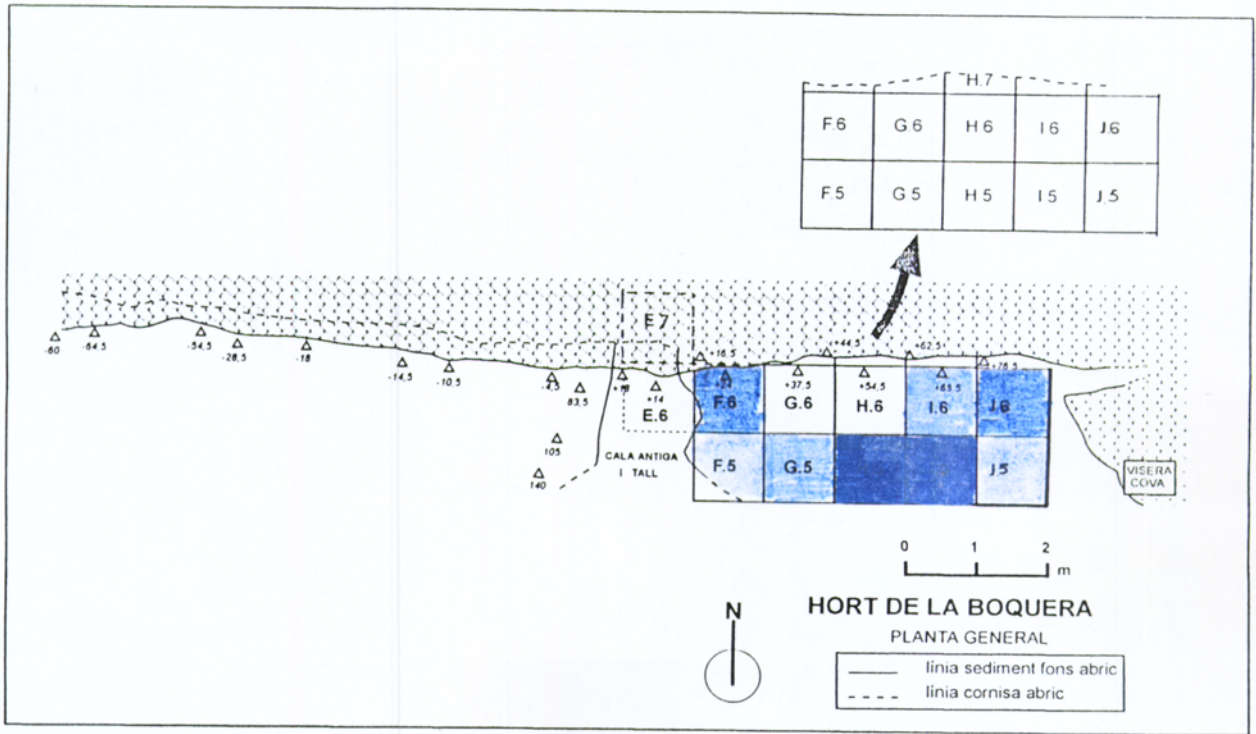 H.7
F.6 G.6 H.6 I.6 J.6
F.5 G.5 H.5 I.5 J.5
E.7
-60
-64,5
-54,5
-28,5
-18
-14,5
-10,5
-4,5
83,5
+14
+16,5
+37,5
+44,5
+54,5
+62,5
+65,5
+76,5
E.6 F.6 G.6 H.6 I.6 J.6
F.5 G.5 J.5
105
140
CALA ANTIGA
I TALL
VISERA
COVA
0 1 2
m
N
HORT DE LA BOQUERA
PLANTA GENERAL
línia sediment fons abric
línia cornisa abric